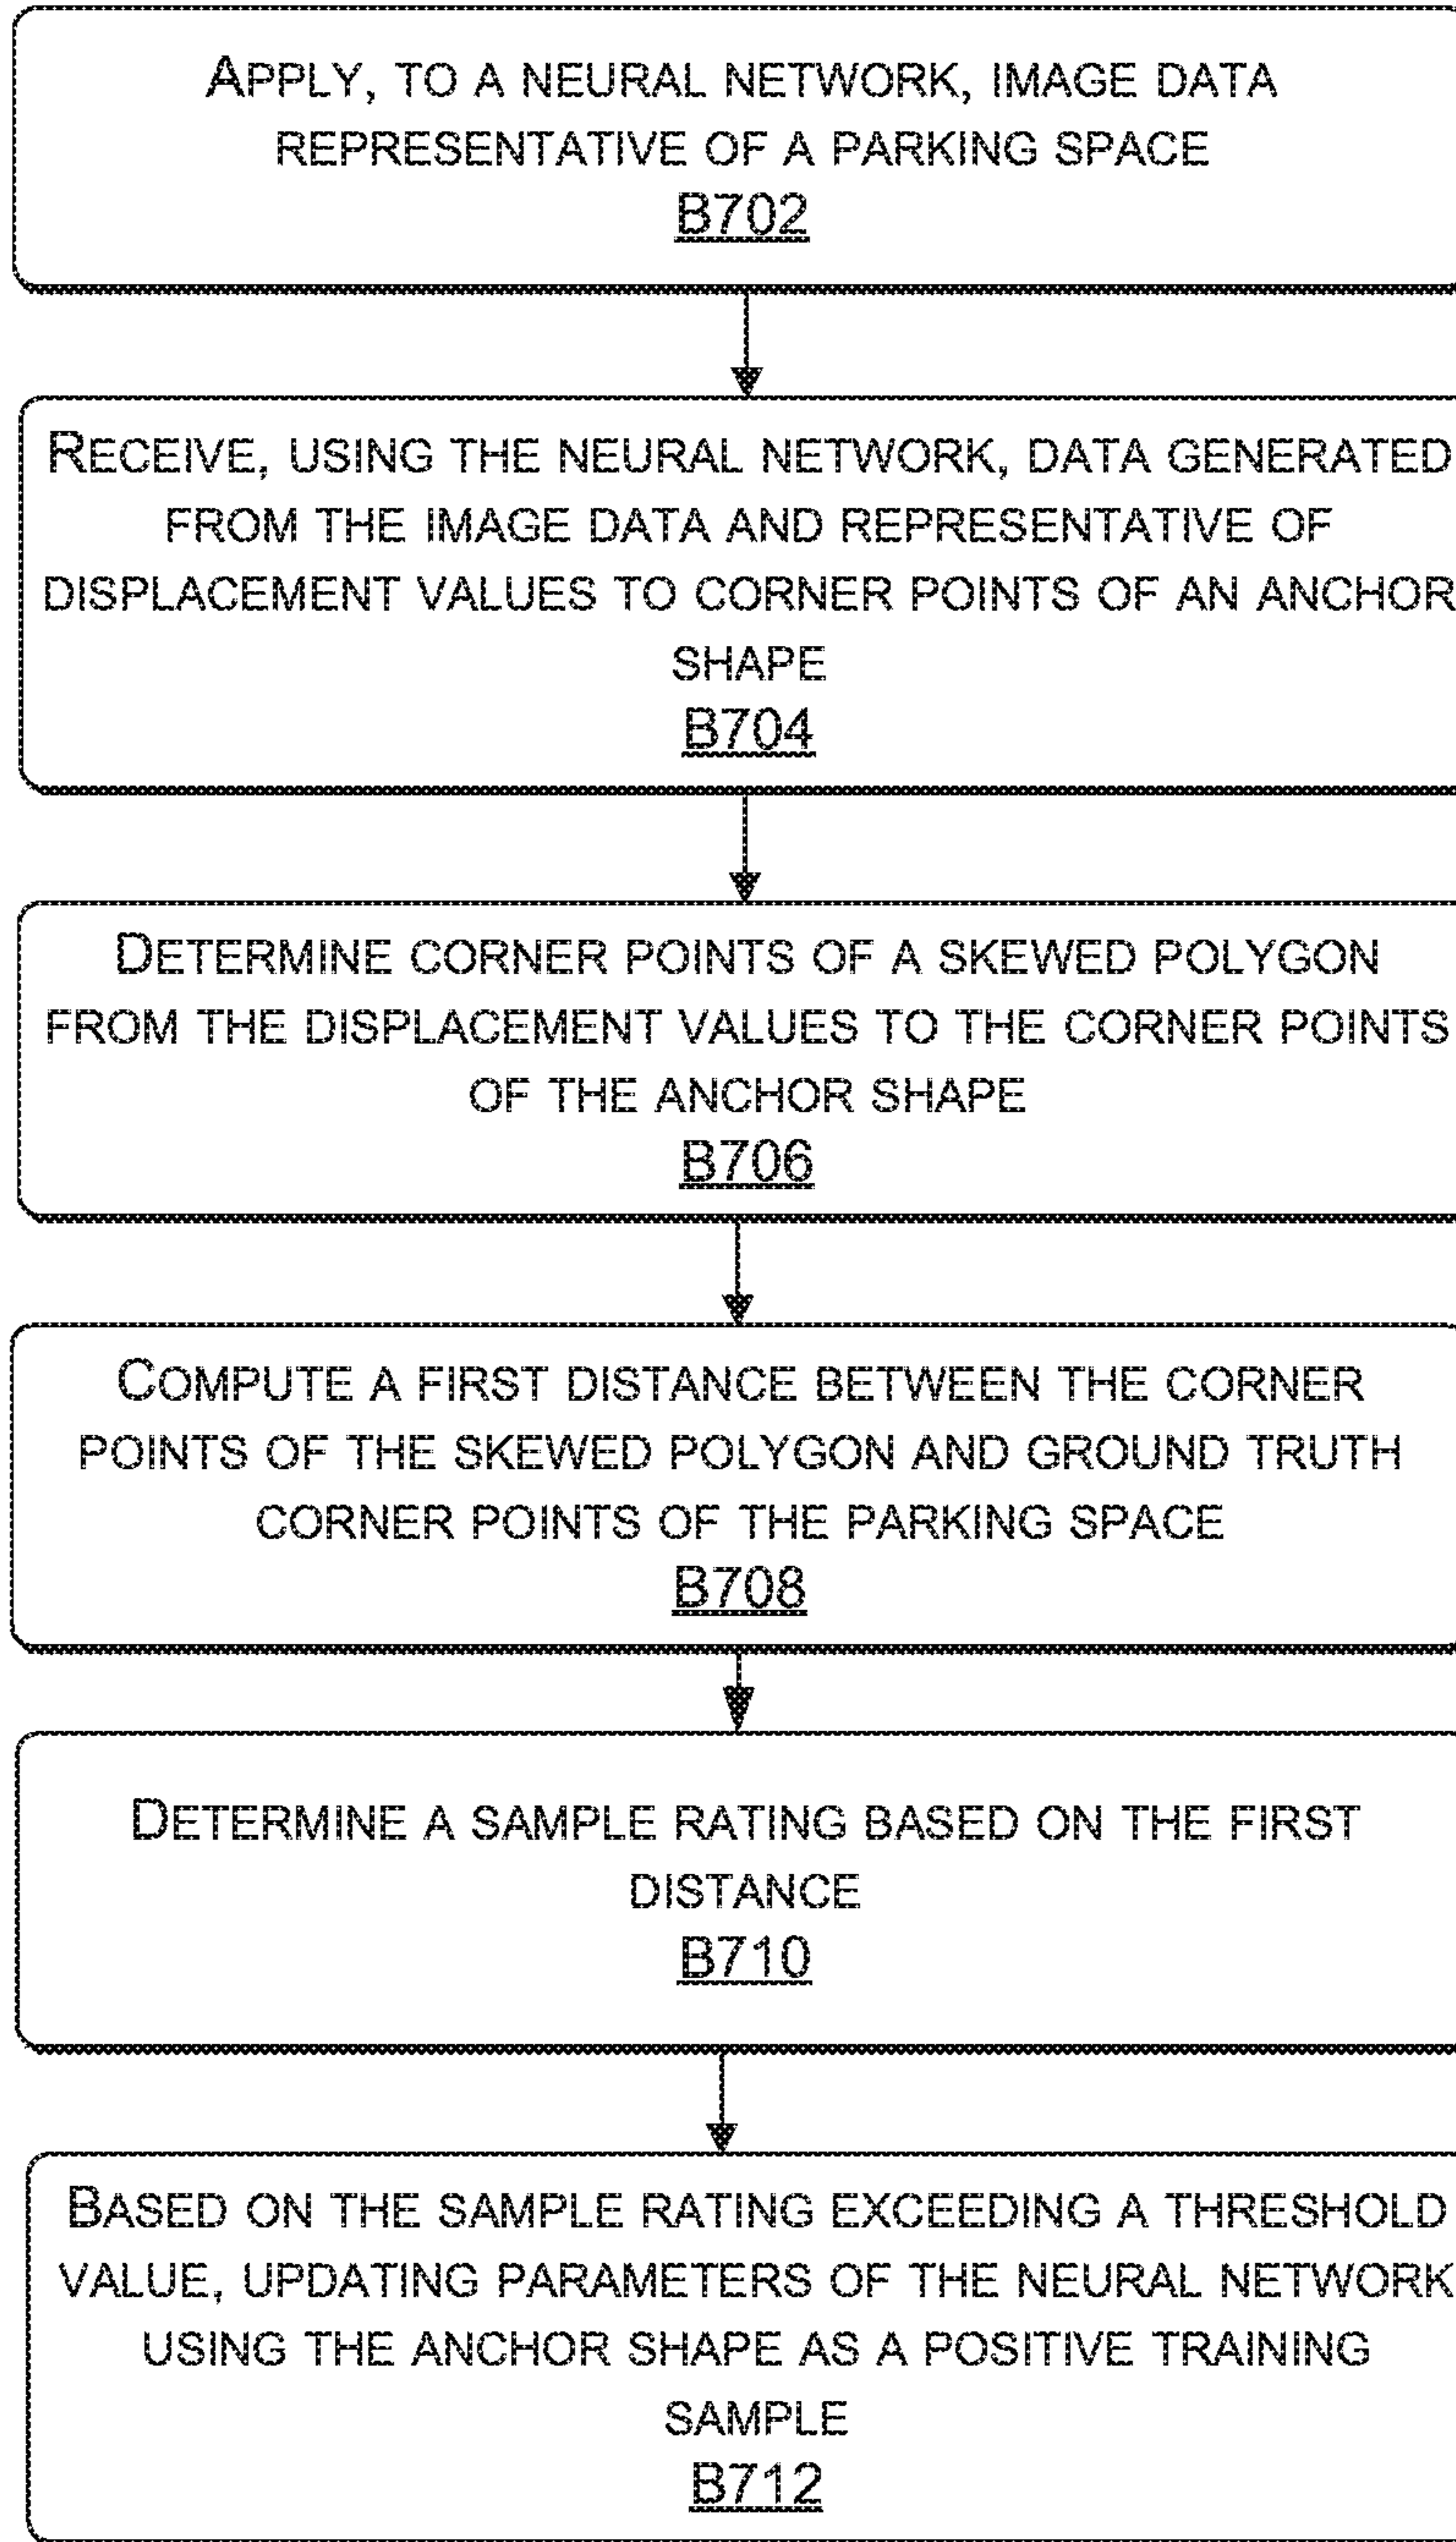 APPLY, TO A NEURAL NETWORK, IMAGE DATA
REPRESENTATIVE OF A PARKING SPACE
B702
RECEIVE, USING THE NEURAL NETWORK, DATA GENERATED
FROM THE IMAGE DATA AND REPRESENTATIVE OF
DISPLACEMENT VALUES TO CORNER POINTS OF AN ANCHOR
SHAPE
B704
DETERMINE CORNER POINTS OF A SKEWED POLYGON
FROM THE DISPLACEMENT VALUES TO THE CORNER POINTS
OF THE ANCHOR SHAPE
B706
COMPUTE A FIRST DISTANCE BETWEEN THE CORNER
POINTS OF THE SKEWED POLYGON AND GROUND TRUTH
CORNER POINTS OF THE PARKING SPACE
B708
DETERMINE A SAMPLE RATING BASED ON THE FIRST
DISTANCE
B710
BASED ON THE SAMPLE RATING EXCEEDING A THRESHOLD
VALUE, UPDATING PARAMETERS OF THE NEURAL NETWORK
USING THE ANCHOR SHAPE AS A POSITIVE TRAINING
SAMPLE
B712